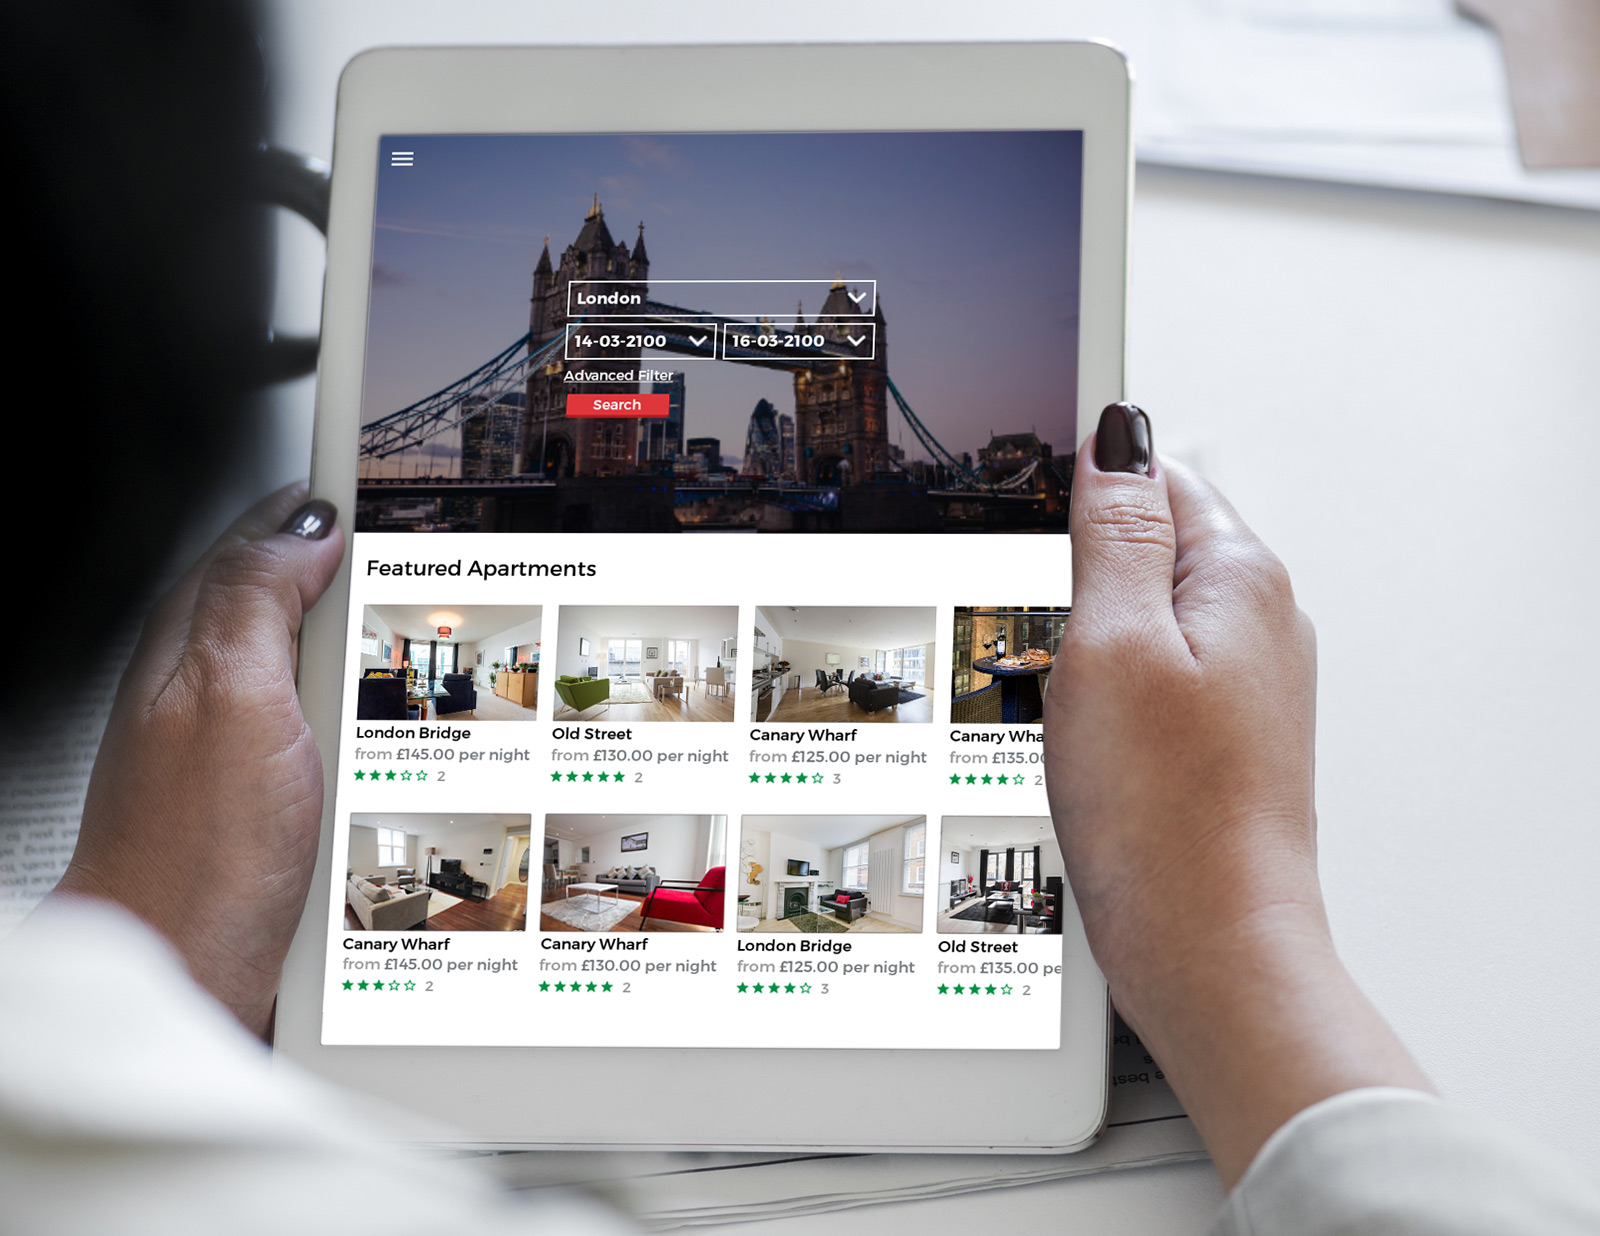 London
14-03-2100 16-03-2100
Advanced Filter
Search
Featured Apartments
London Bridge
from £145.00 per night
2
Old Street
from £130.00 per night
2
Canary Wharf
from £125.00 per night
3
Canary Wha
from £135.0
2
Canary Wharf
from £145.00 per night
2
Canary Wharf
from £130.00 per night
2
London Bridge
from £125.00 per night
3
Old Street
from £135.00 pe
2